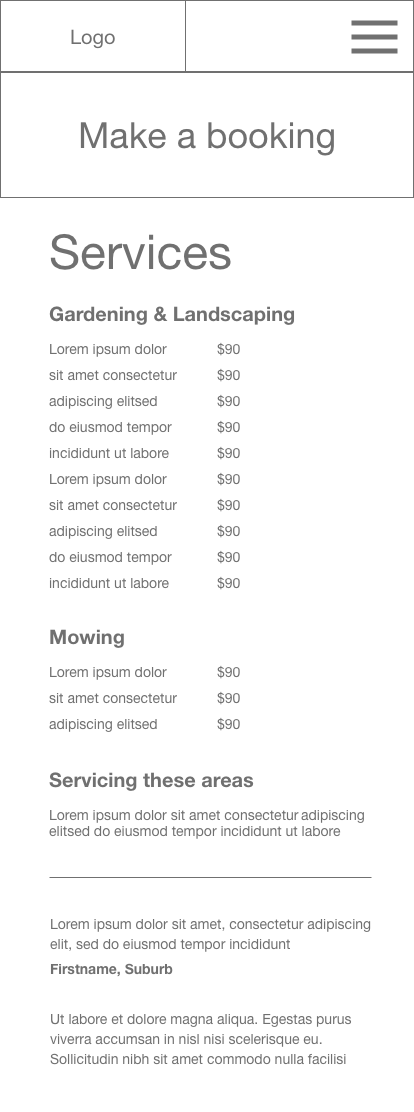 Logo
Make a booking
Services
Gardening & Landscaping
Lorem ipsum dolor $90
sit amet consectetur $90
adipiscing elitsed $90
do eiusmod tempor $90
incididunt ut labore $90
Lorem ipsum dolor $90
sit amet consectetur $90
adipiscing elitsed $90
do eiusmod tempor $90
incididunt ut labore $90
Mowing
Lorem ipsum dolor $90
sit amet consectetur $90
adipiscing elitsed $90
Servicing these areas
Lorem ipsum dolor sit amet consectetur adipiscing
elitsed do eiusmod tempor incididunt ut labore
Lorem ipsum dolor sit amet, consectetur adipiscing
elit, sed do eiusmod tempor incididunt
Firstname, Suburb
Ut labore et dolore magna aliqua. Egestas purus
viverra accumsan in nisl nisi scelerisque eu.
Sollicitudin nibh sit amet commodo nulla facilisi